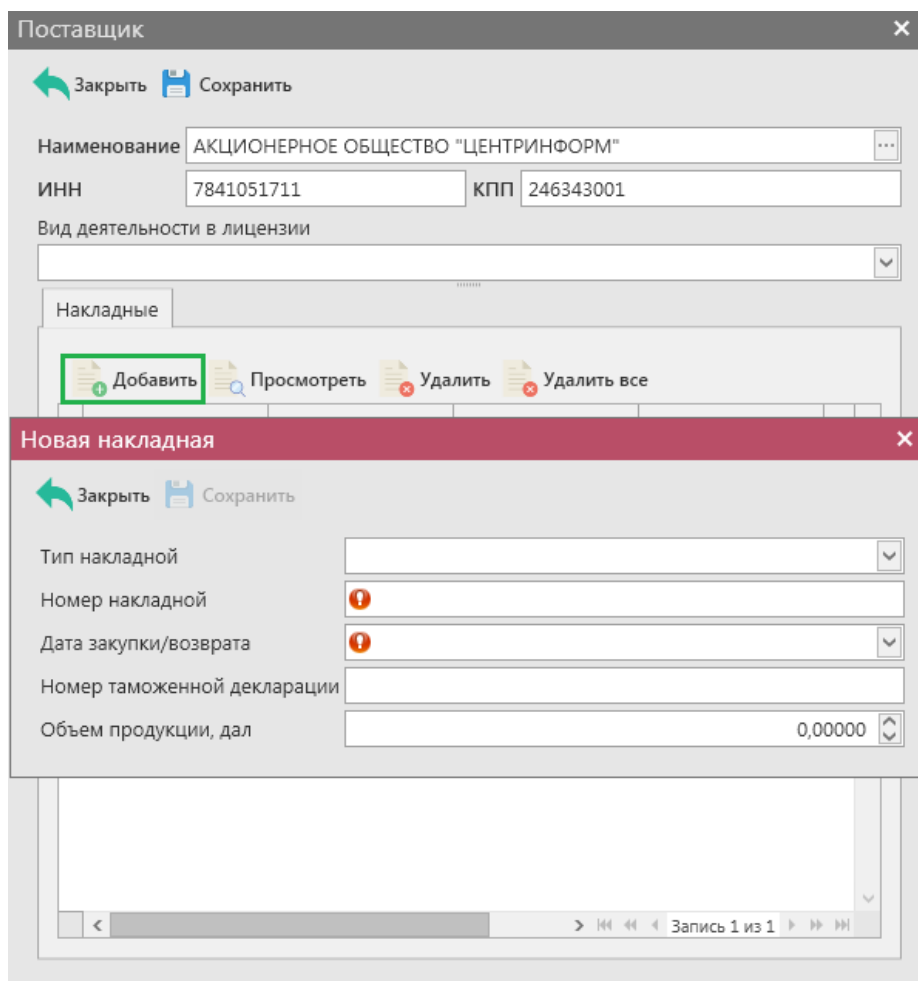 Поставщик
Закрыть Сохранить
Наименование АКЦИОНЕРНОЕ ОБЩЕСТВО "ЦЕНТРИНФОРМ" ...
ИНН 7841051711 КПП 246343001
Вид деятельности в лицензии
Накладные
Добавить Просмотреть Удалить Удалить все
Новая накладная
Закрыть Сохранить
Тип накладной
Номер накладной
Дата закупки/возврата
Номер таможенной декларации
Объем продукции, дал 0,00000
Запись 1 из 1